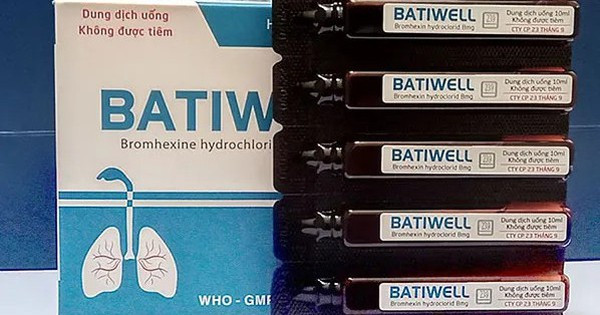 Dung dịch uống
Không được tiêm
BATIW
Bromhexine hydrochlori
WHO - GMP
BATIWELL
Bromhexin hydroclorid 8mg
Dung dịch uống 10ml
Không được tiêm
CTY CP 23 THÁNG 9
BATIWELL
Bromhexin hydroclorid 8mg
Dung dịch uống 10ml
Không được tiêm
CTY CP 23 THÁNG 9
BATIWELL
Bromhexin hydroclorid 8mg
Dung dịch uống 10ml
Không được tiêm
CTY CP 23 THÁNG 9
BATIWELL
Bromhexin hydroclorid 8mg
Dung dịch uống 10ml
Không được tiêm
CTY CP 23 THÁNG 9
BATIWELL
Bromhexin hydroclorid 8mg
Dung dịch uống 10ml
Không được tiêm
CTY CP 23 THÁNG 9